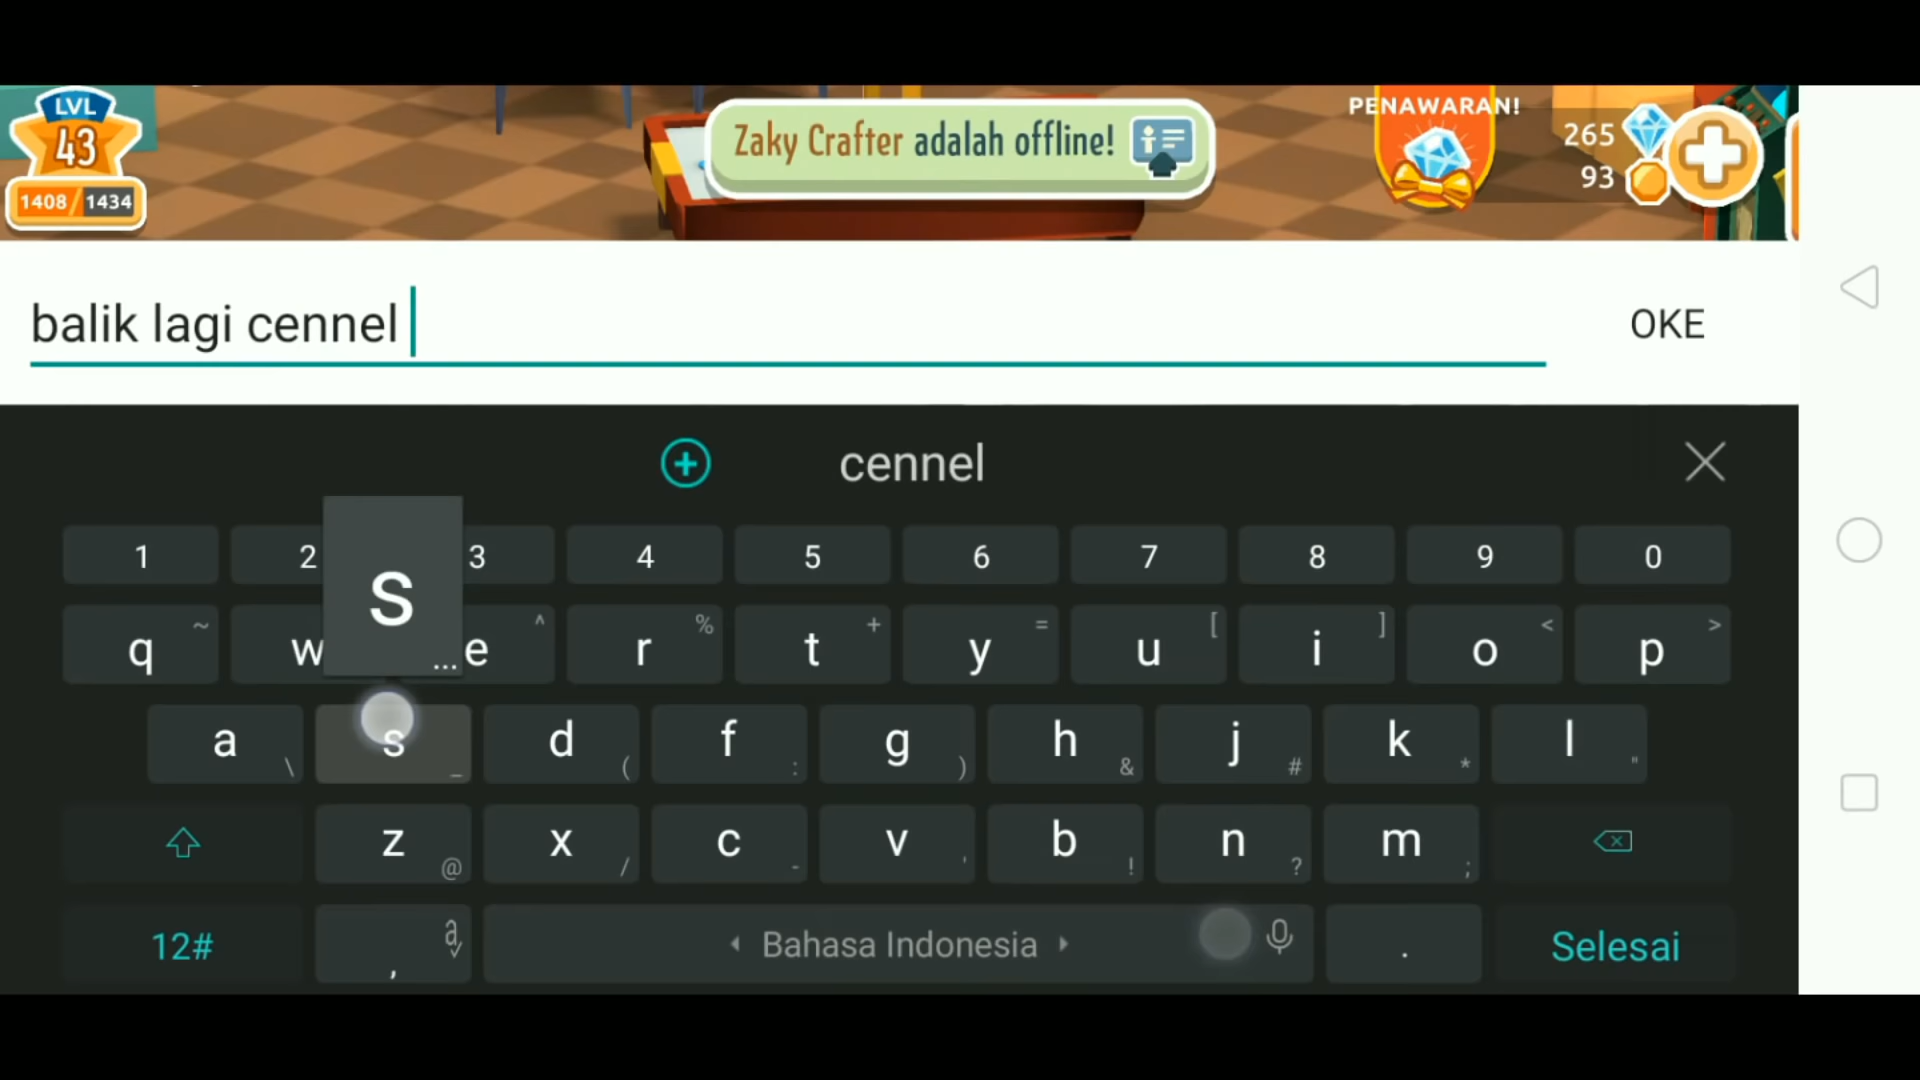 LVL
43
1408 / 1434
Zaky Crafter adalah offline!
PENAWARAN!
265
93
balik lagi cennel
OKE
cennel
1 2 3 4 5 6 7 8 9 0
s
...
~ ^ % + = [ ] < >
q w e r t y u i o p
a s d f g h j k l
\ _ ( : ) & # * "
z x c v b n m
@ / - ' ! ? ;
12# , a Bahasa Indonesia . Selesai